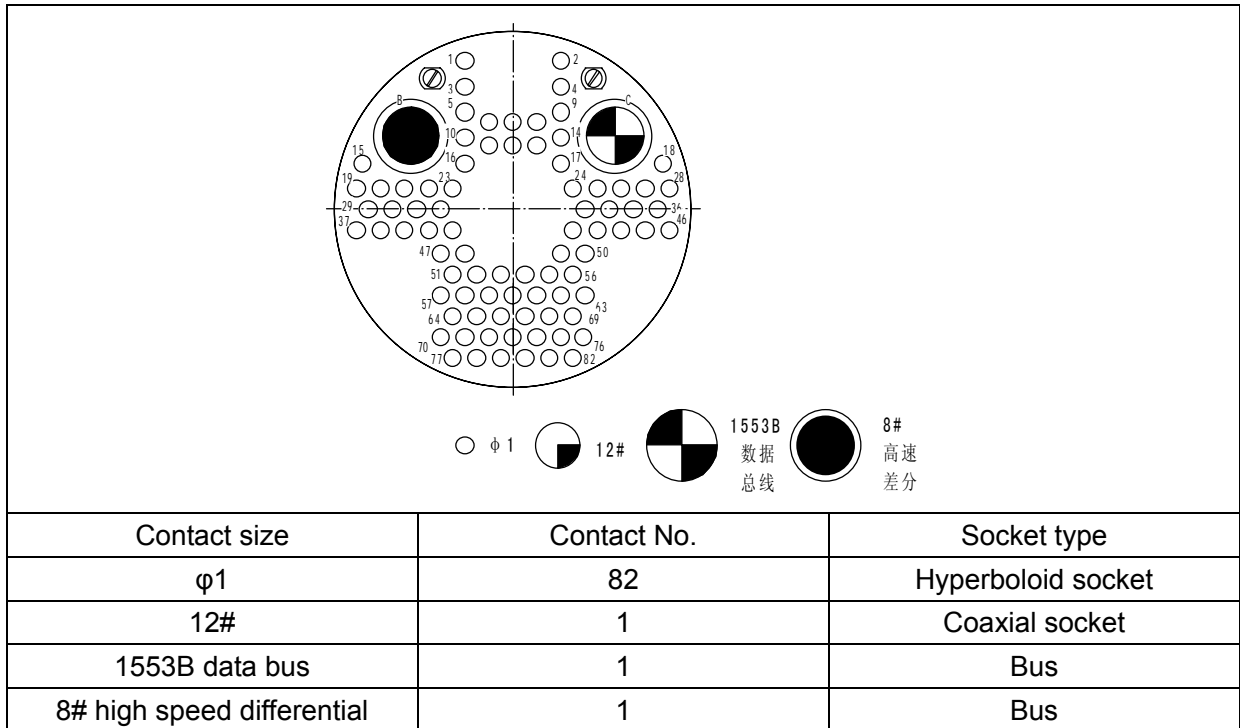 1 2
3 4
B 5 9 C
10 14
15 16 17 18
19 23 24 28
29 36
37 46
47 50
51 56
57 63
64 69
70 76
77 82
φ1 12# 1553B 8#
数据 高速
总线 差分
Contact size Contact No. Socket type
φ1 82 Hyperboloid socket
12# 1 Coaxial socket
1553B data bus 1 Bus
8# high speed differential 1 Bus